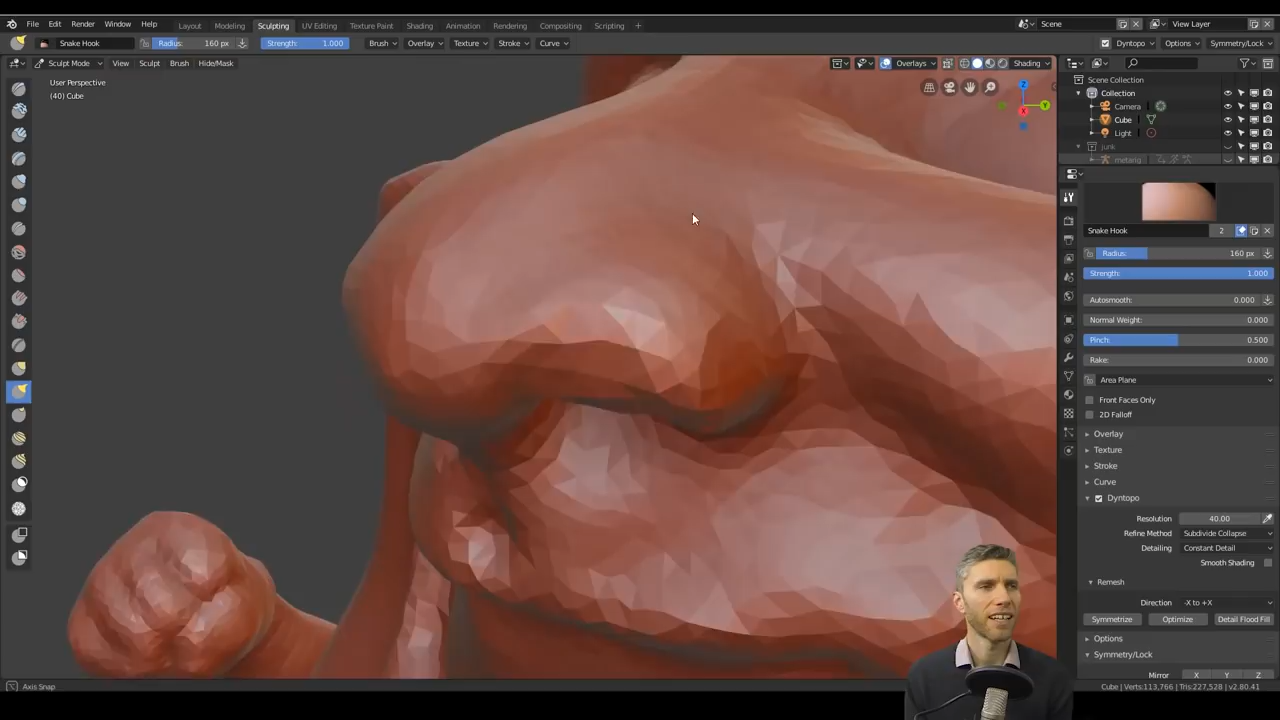 File Edit Render Window Help Layout Modeling Sculpting UV Editing Texture Paint Shading Animation Rendering Compositing Scripting + Scene View Layer
Snake Hook Radius: 160 px Strength: 1.000 Brush Overlay Texture Stroke Curve Dyntopo Options Symmetry/Lock
Sculpt Mode View Sculpt Brush Hide/Mask Overlays Shading
User Perspective
(40) Cube
Z
Y
X
Scene Collection
Collection
Camera
Cube
Light
junk
metarig
Snake Hook 2
Radius: 160 px
Strength: 1.000
Autosmooth: 0.000
Normal Weight: 0.000
Pinch: 0.500
Rake: 0.000
Area Plane
Front Faces Only
2D Falloff
Overlay
Texture
Stroke
Curve
Dyntopo
Resolution 40.00
Refine Method Subdivide Collapse
Detailing Constant Detail
Smooth Shading
Remesh
Direction -X to +X
Symmetrize Optimize Detail Flood Fill
Options
Symmetry/Lock
Mirror X Y Z
Axis Snap
Cube | Verts:113,766 | Tris:227,528 | v2.80.41